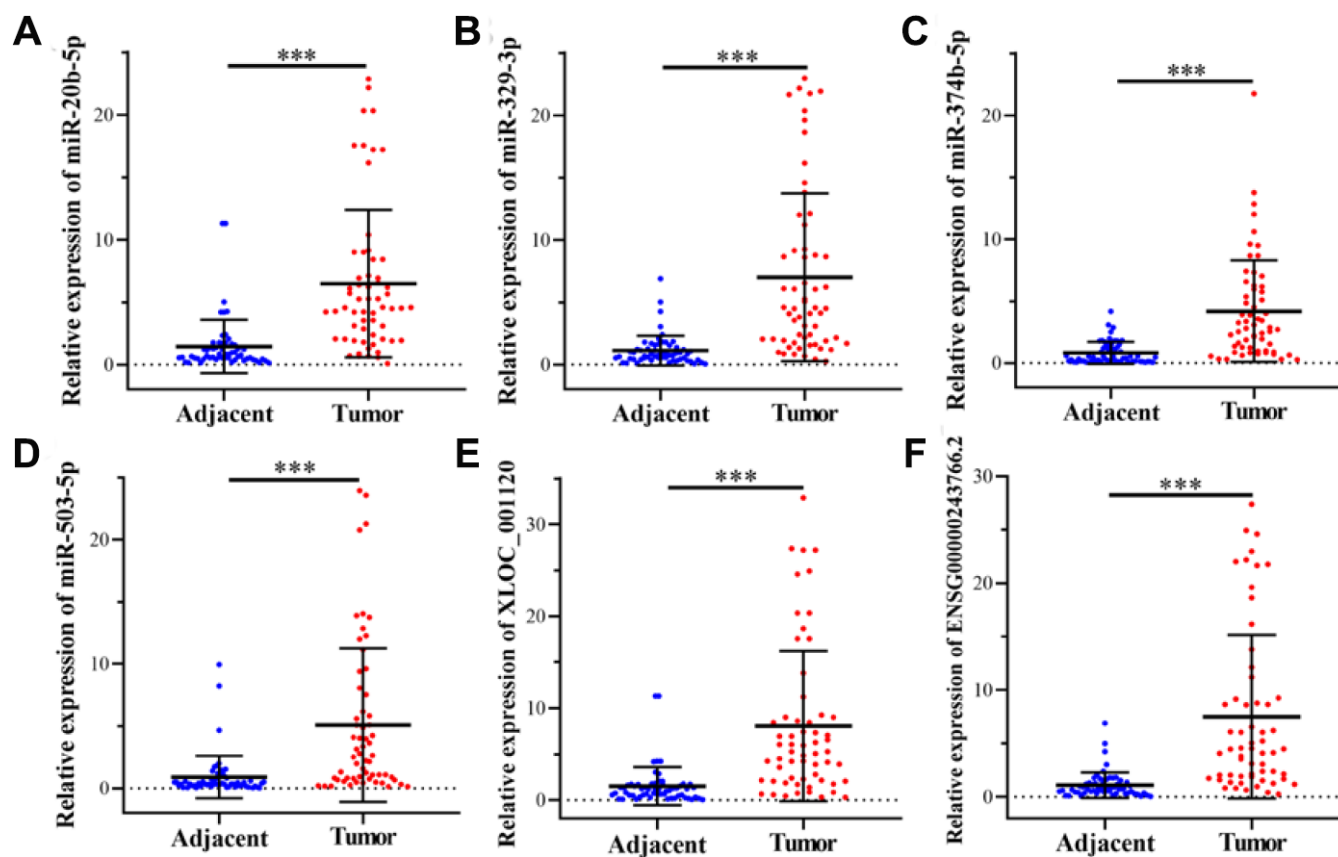 A
Relative expression of miR-20b-5p
20
10
0
***
Adjacent
Tumor
B
Relative expression of miR-329-3p
20
10
0
***
Adjacent
Tumor
C
Relative expression of miR-374b-5p
20
10
0
***
Adjacent
Tumor
D
Relative expression of miR-503-5p
20
10
0
***
Adjacent
Tumor
E
Relative expression of XLOC_001120
30
20
10
0
***
Adjacent
Tumor
F
Relative expression of ENSG00000243766.2
30
20
10
0
***
Adjacent
Tumor